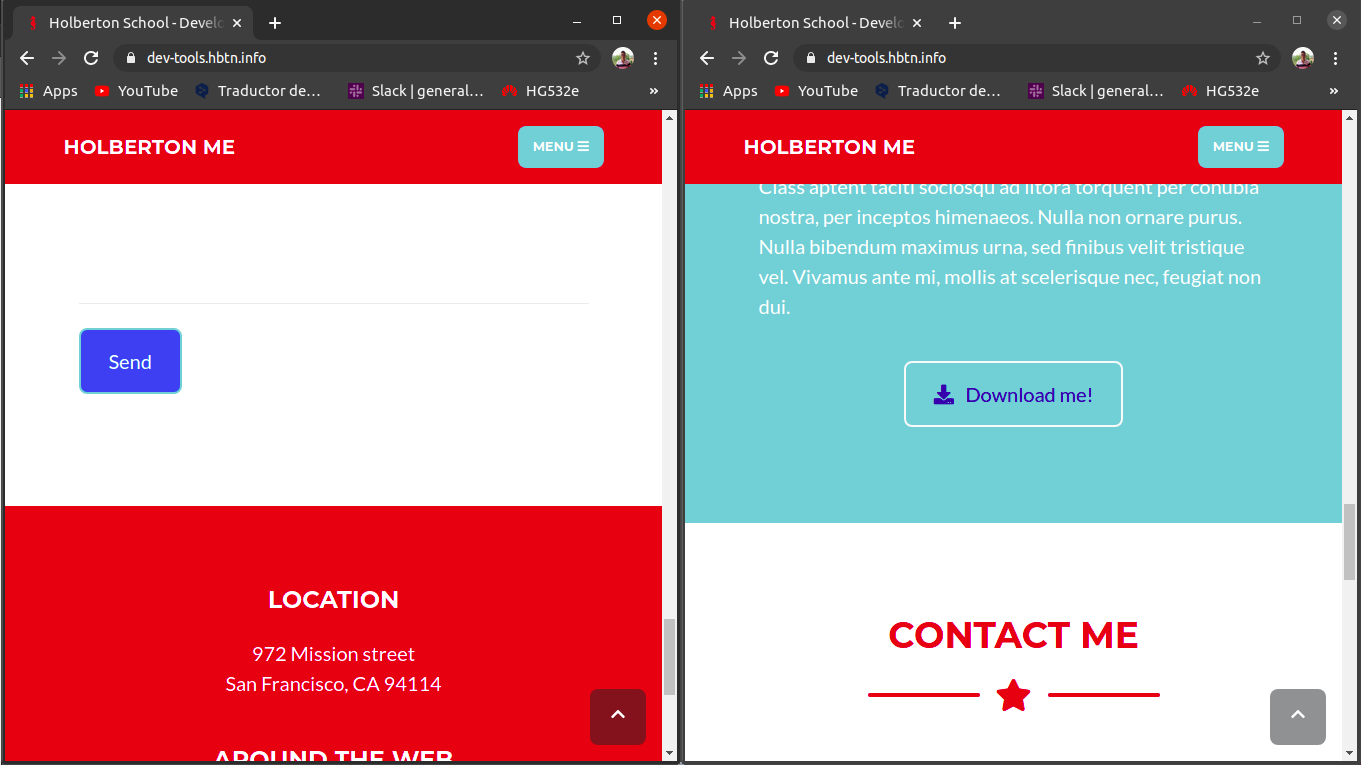 Holberton School - Develo
dev-tools.hbtn.info
Apps YouTube Traductor de… Slack | general… HG532e »
HOLBERTON ME
MENU
Send
LOCATION
972 Mission street
San Francisco, CA 94114
AROUND THE WEB
Holberton School - Develo
dev-tools.hbtn.info
Apps YouTube Traductor de… Slack | general… HG532e »
HOLBERTON ME
MENU
Class aptent taciti sociosqu ad litora torquent per conubia
nostra, per inceptos himenaeos. Nulla non ornare purus.
Nulla bibendum maximus urna, sed finibus velit tristique
vel. Vivamus ante mi, mollis at scelerisque nec, feugiat non
dui.
Download me!
CONTACT ME